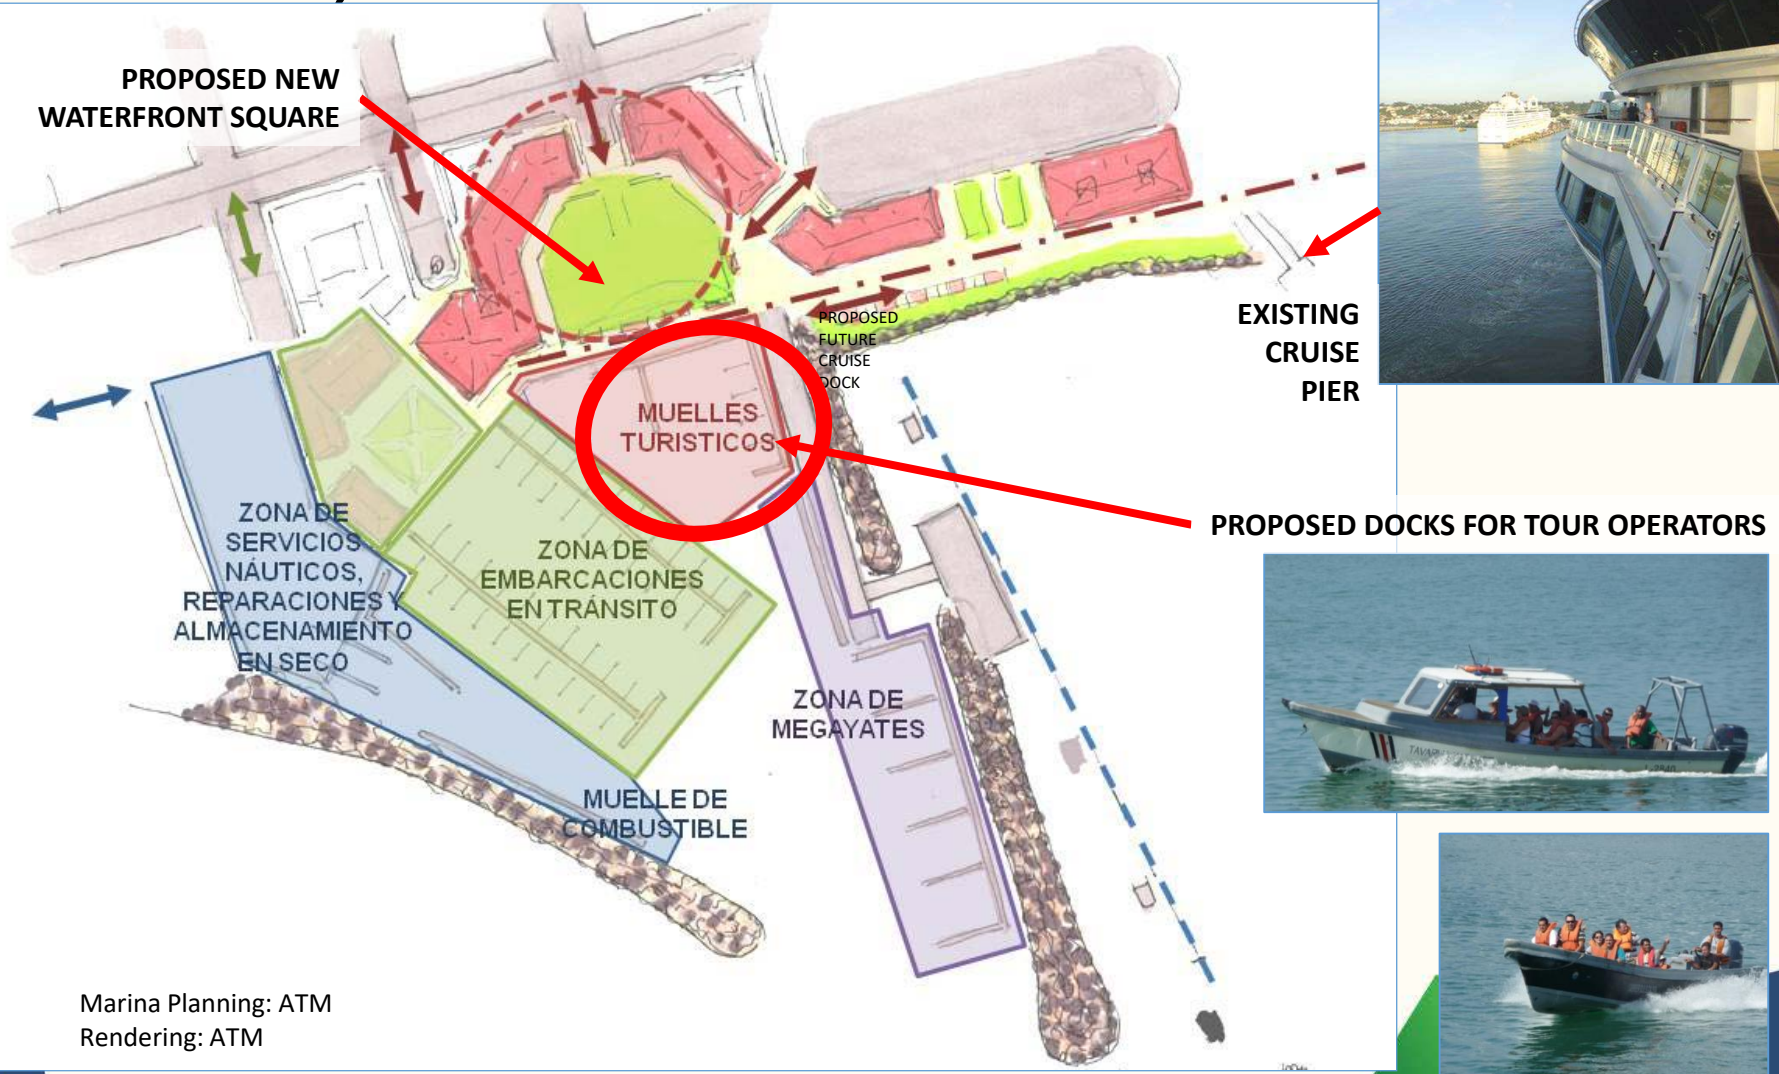 PROPOSED NEW
WATERFRONT SQUARE
PROPOSED
FUTURE
CRUISE
DOCK
EXISTING
CRUISE
PIER
MUELLES
TURISTICOS
PROPOSED DOCKS FOR TOUR OPERATORS
ZONA DE
SERVICIOS
NÁUTICOS,
REPARACIONES Y
ALMACENAMIENTO
EN SECO
ZONA DE
EMBARCACIONES
EN TRÁNSITO
ZONA DE
MEGAYATES
MUELLE DE
COMBUSTIBLE
Marina Planning: ATM
Rendering: ATM